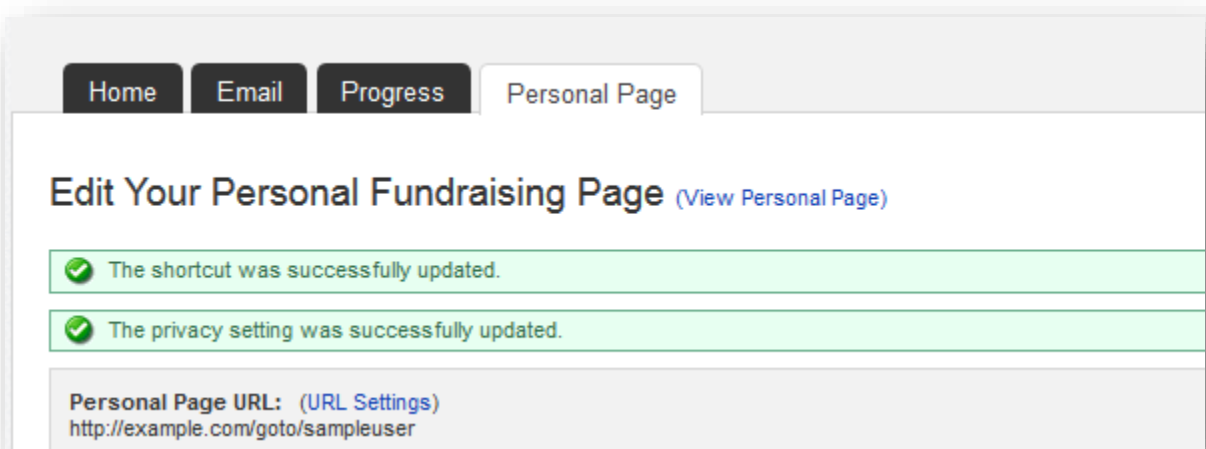 Home Email Progress Personal Page
Edit Your Personal Fundraising Page (View Personal Page)
The shortcut was successfully updated.
The privacy setting was successfully updated.
Personal Page URL: (URL Settings)
http://example.com/goto/sampleuser